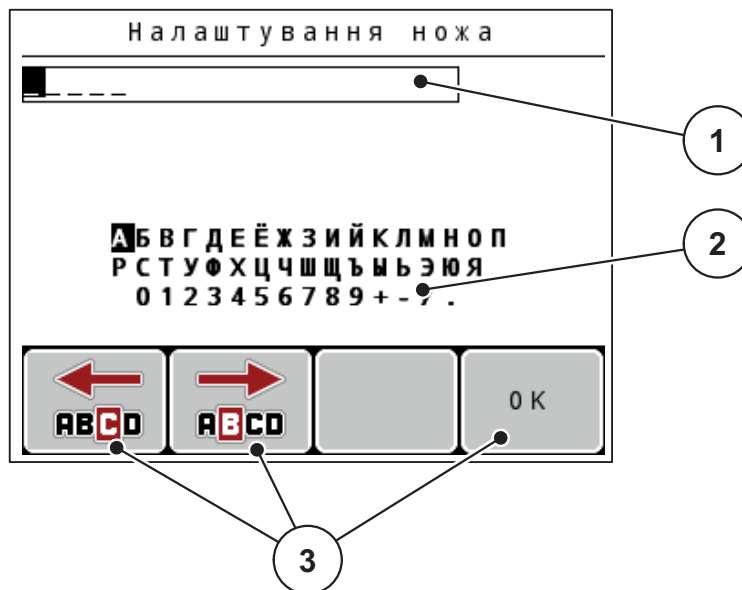 Налаштування ножа
1
АБВГДЕЁЖЗИЙКЛМНОП
РСТУФХЦЧШЩЪЫЬЭЮЯ
2
0123456789+-/.
ABCD ABCD OK
3